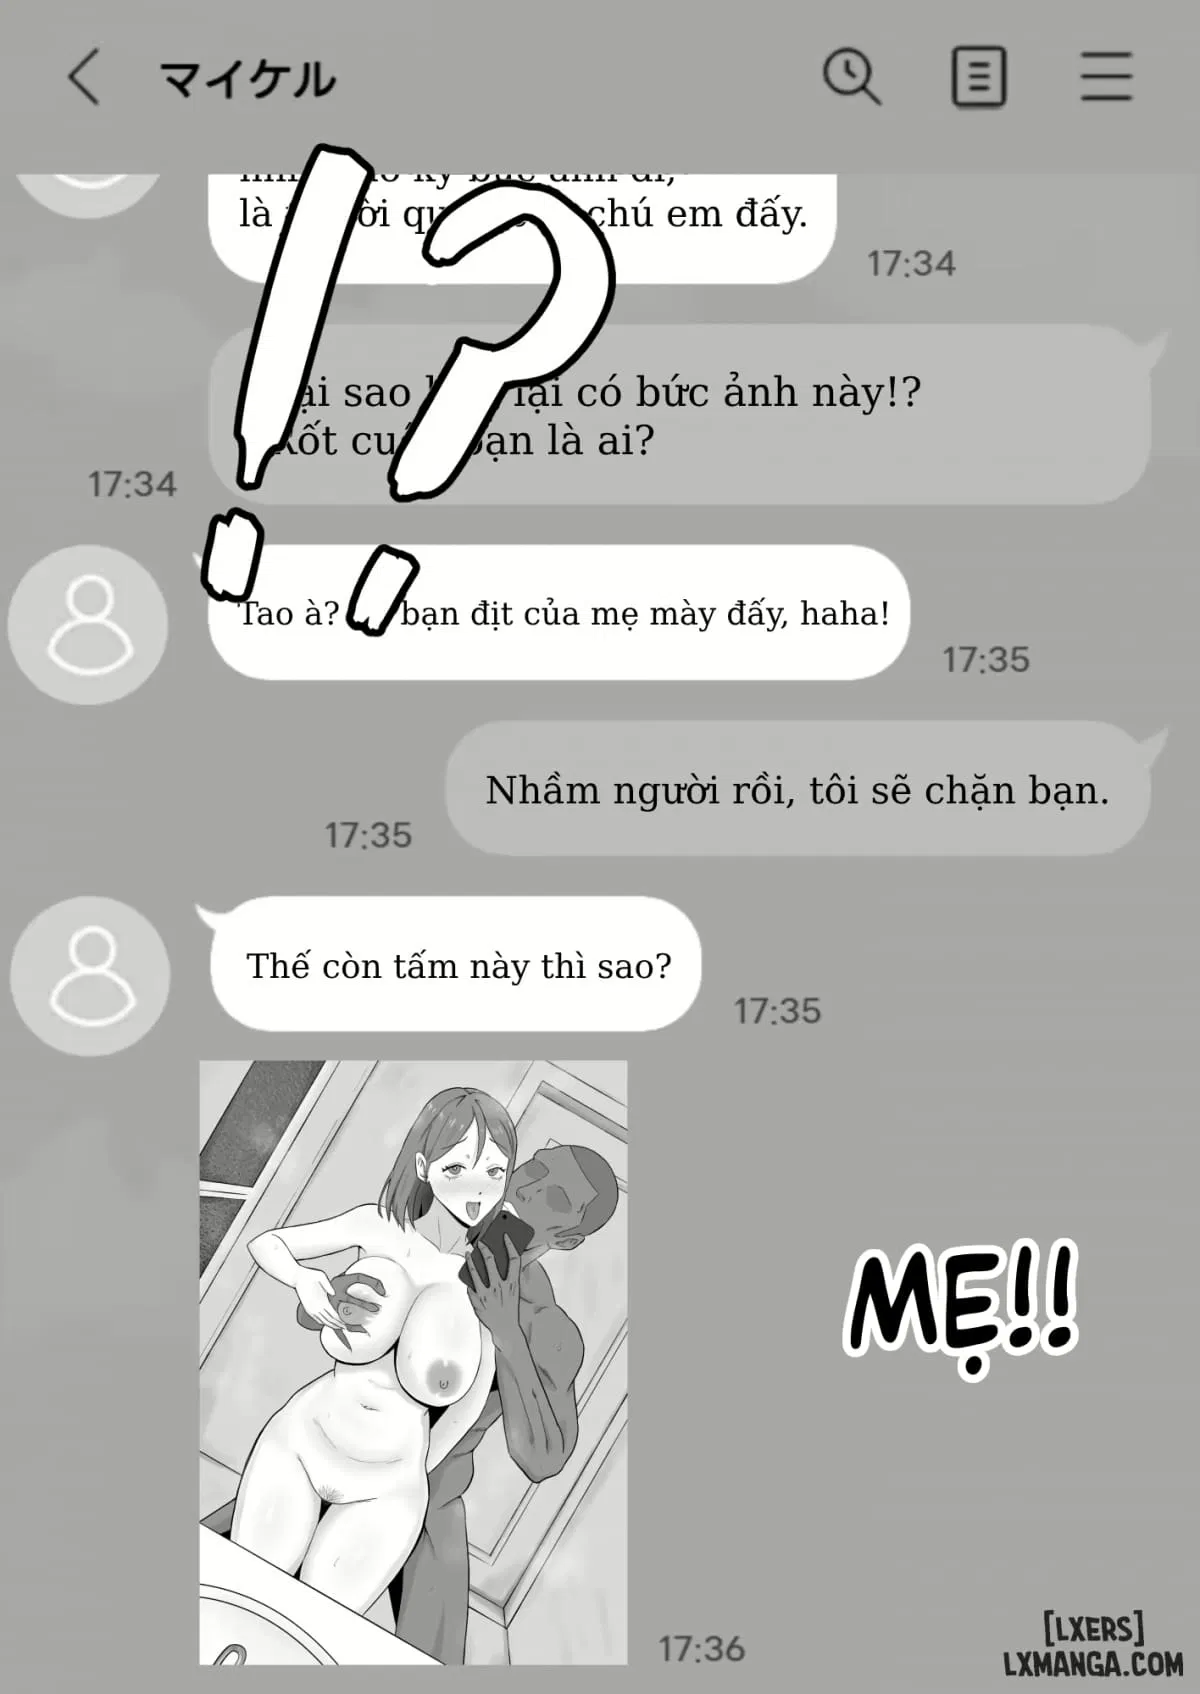 マイケル
là chú em đấy.
17:34
sao lại có bức ảnh này!?
là ai?
17:34
!?
Tao à? bạn địt của mẹ mày đấy, haha!
17:35
Nhầm người rồi, tôi sẽ chặn bạn.
17:35
Thế còn tấm này thì sao?
17:35
MẸ!!
17:36
[LXERS]
LXMANGA.COM